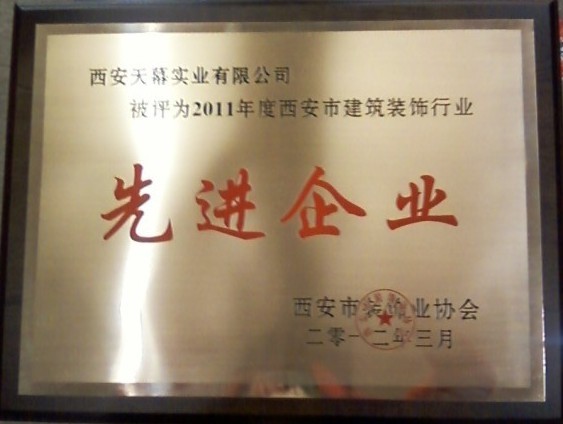 西安天幕实业有限公司
被评为2011年度西安市建筑装饰行业
先进企业
西安市装饰业协会
二零一二年三月